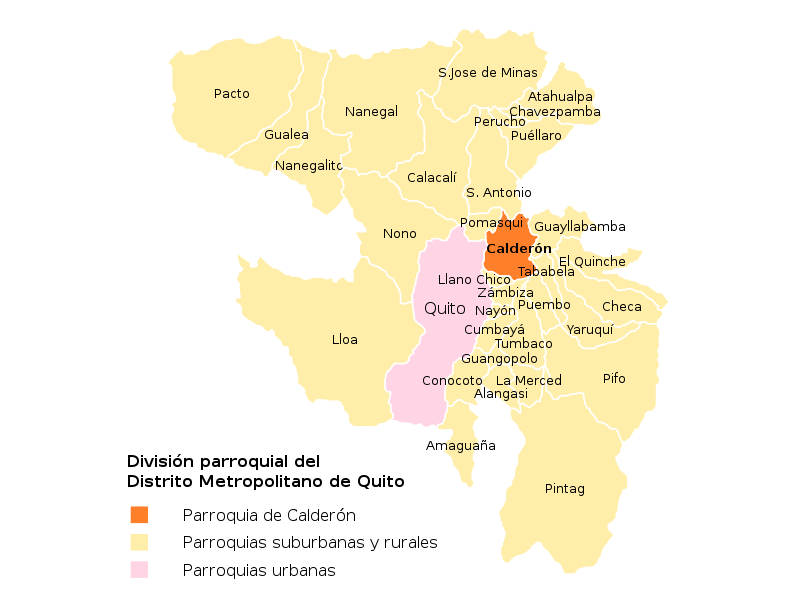 S.Jose de Minas
Pacto
Atahualpa
Nanegal
Chavezpamba
Perucho
Gualea
Puéllaro
Nanegalito
Calacalí
S. Antonio
Pomasqui
Guayllabamba
Nono
Calderón
El Quinche
Tababela
Llano Chico
Zámbiza
Puembo
Checa
Quito
Nayón
Cumbayá
Yaruquí
Lloa
Tumbaco
Guangopolo
Conocoto
La Merced
Pifo
Alangasi
Amaguaña
Pintag
División parroquial del
Distrito Metropolitano de Quito
Parroquia de Calderón
Parroquias suburbanas y rurales
Parroquias urbanas